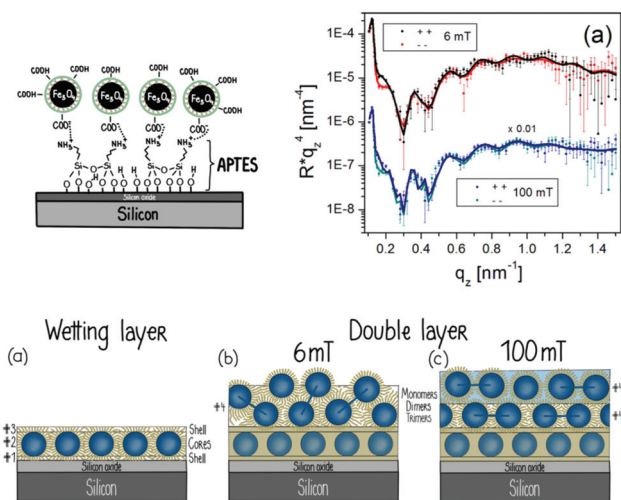 COOH COOH COOH COOH
COOH COOH COOH COOH
Fe₃O₄ Fe₃O₄ Fe₃O₄ Fe₃O₄
COO⁻ COO⁻ COO⁻ COO⁻
NH₃⁺ NH₃⁺ NH₃⁺ NH₃⁺
APTES
Si O Si Si O Si
H H H H H
O O O O O O O O O
Silicon oxide
Silicon
(a)
++ 6 mT
--
1E-4
1E-5
1E-6
1E-7
1E-8
R*qz⁴ [nm⁻⁴]
x 0.01
++ 100 mT
--
0.2 0.4 0.6 0.8 1.0 1.2 1.4
qz [nm⁻¹]
Wetting layer
Double layer
(a)
(b) 6mT
(c) 100mT
Monomers
Dimers
Trimers
#3 Shell
#2 Cores
#1 Shell
#4
Silicon oxide
Silicon
Silicon oxide
Silicon
Silicon oxide
Silicon